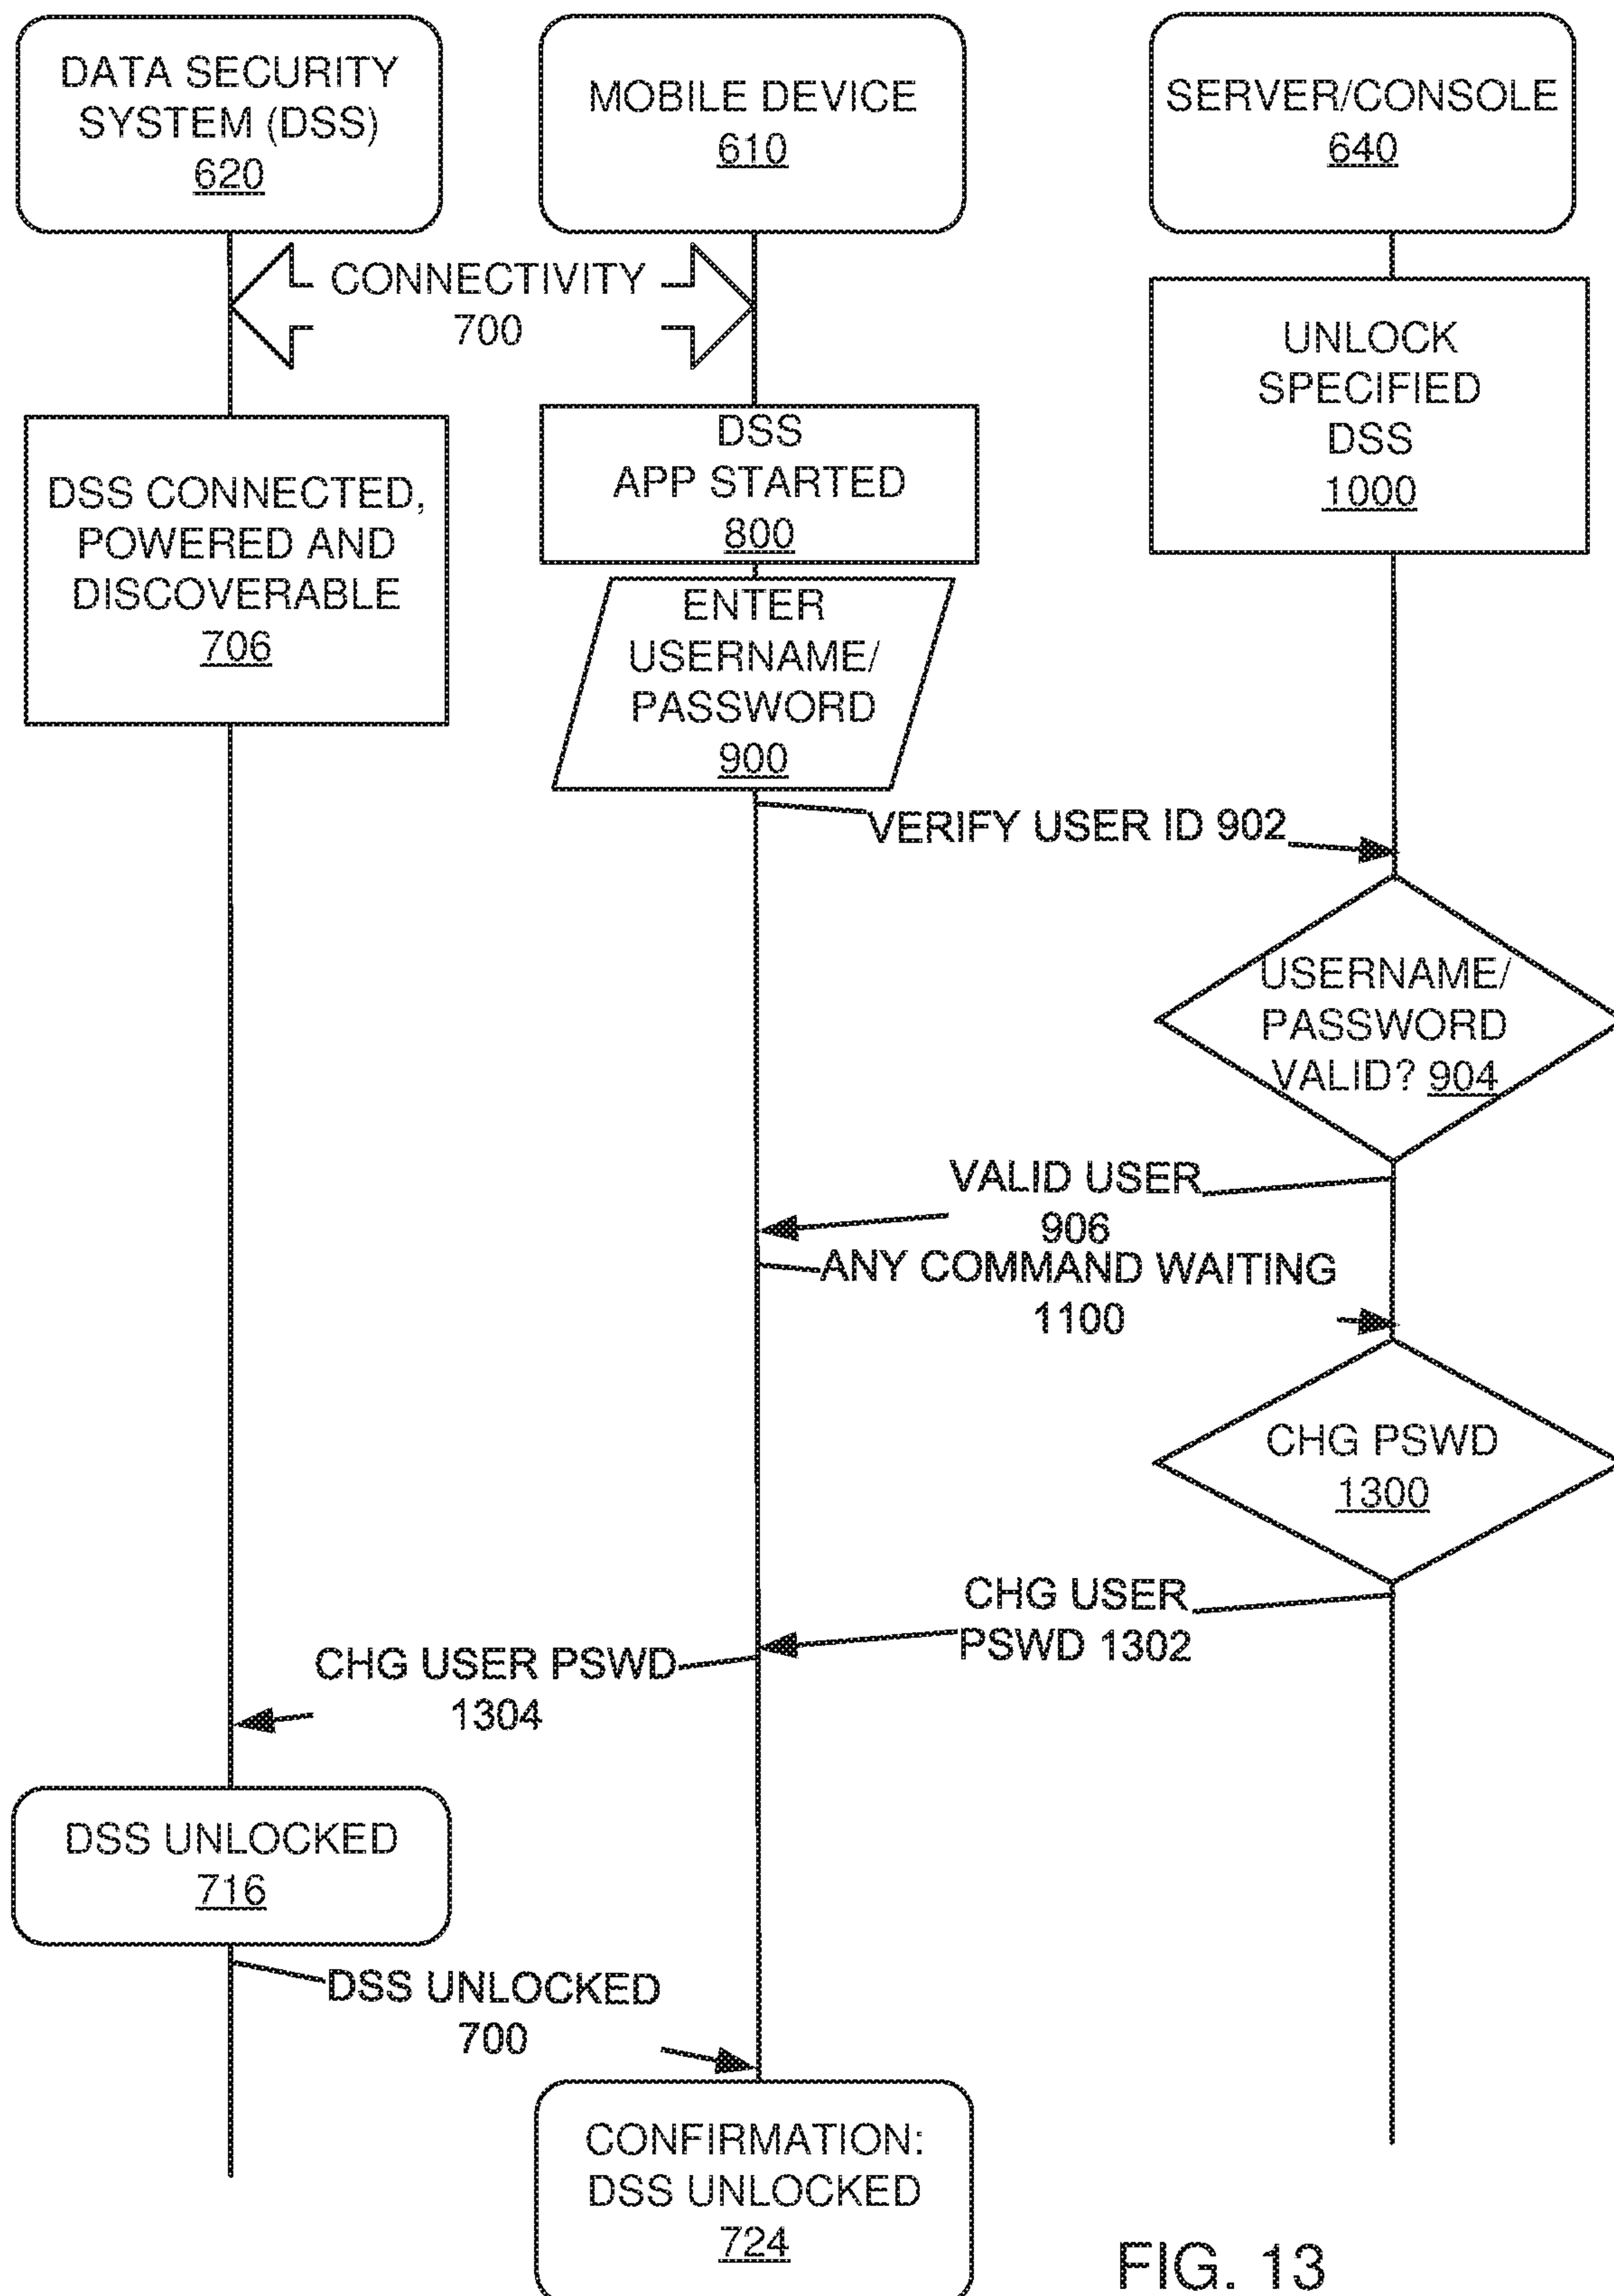 DATA SECURITY
SYSTEM (DSS)
620
MOBILE DEVICE
610
SERVER/CONSOLE
640
CONNECTIVITY
700
UNLOCK
SPECIFIED
DSS
1000
DSS CONNECTED,
POWERED AND
DISCOVERABLE
706
DSS
APP STARTED
800
ENTER
USERNAME/
PASSWORD
900
VERIFY USER ID 902
USERNAME/
PASSWORD
VALID? 904
VALID USER
906
ANY COMMAND WAITING
1100
CHG PSWD
1300
CHG USER
PSWD 1302
CHG USER PSWD
1304
DSS UNLOCKED
716
DSS UNLOCKED
700
CONFIRMATION:
DSS UNLOCKED
724
FIG. 13